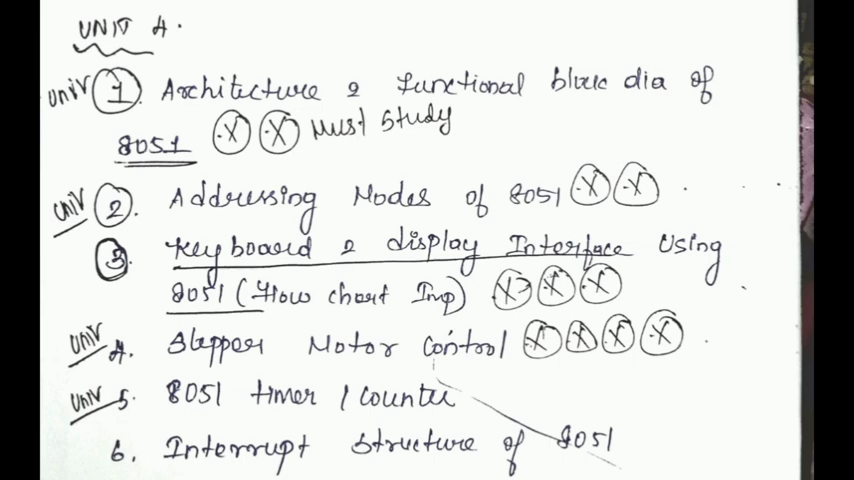 UNIT 4.
univ 1. Architecture & functional block dia of
8051 * * Must Study
univ 2. Addressing Modes of 8051 * *
3. Keyboard & display Interface Using
8051 (Flow chart Imp) * * *
univ 4. Stepper Motor Control * * * *
univ 5. 8051 timer / Counter
6. Interrupt Structure of 8051